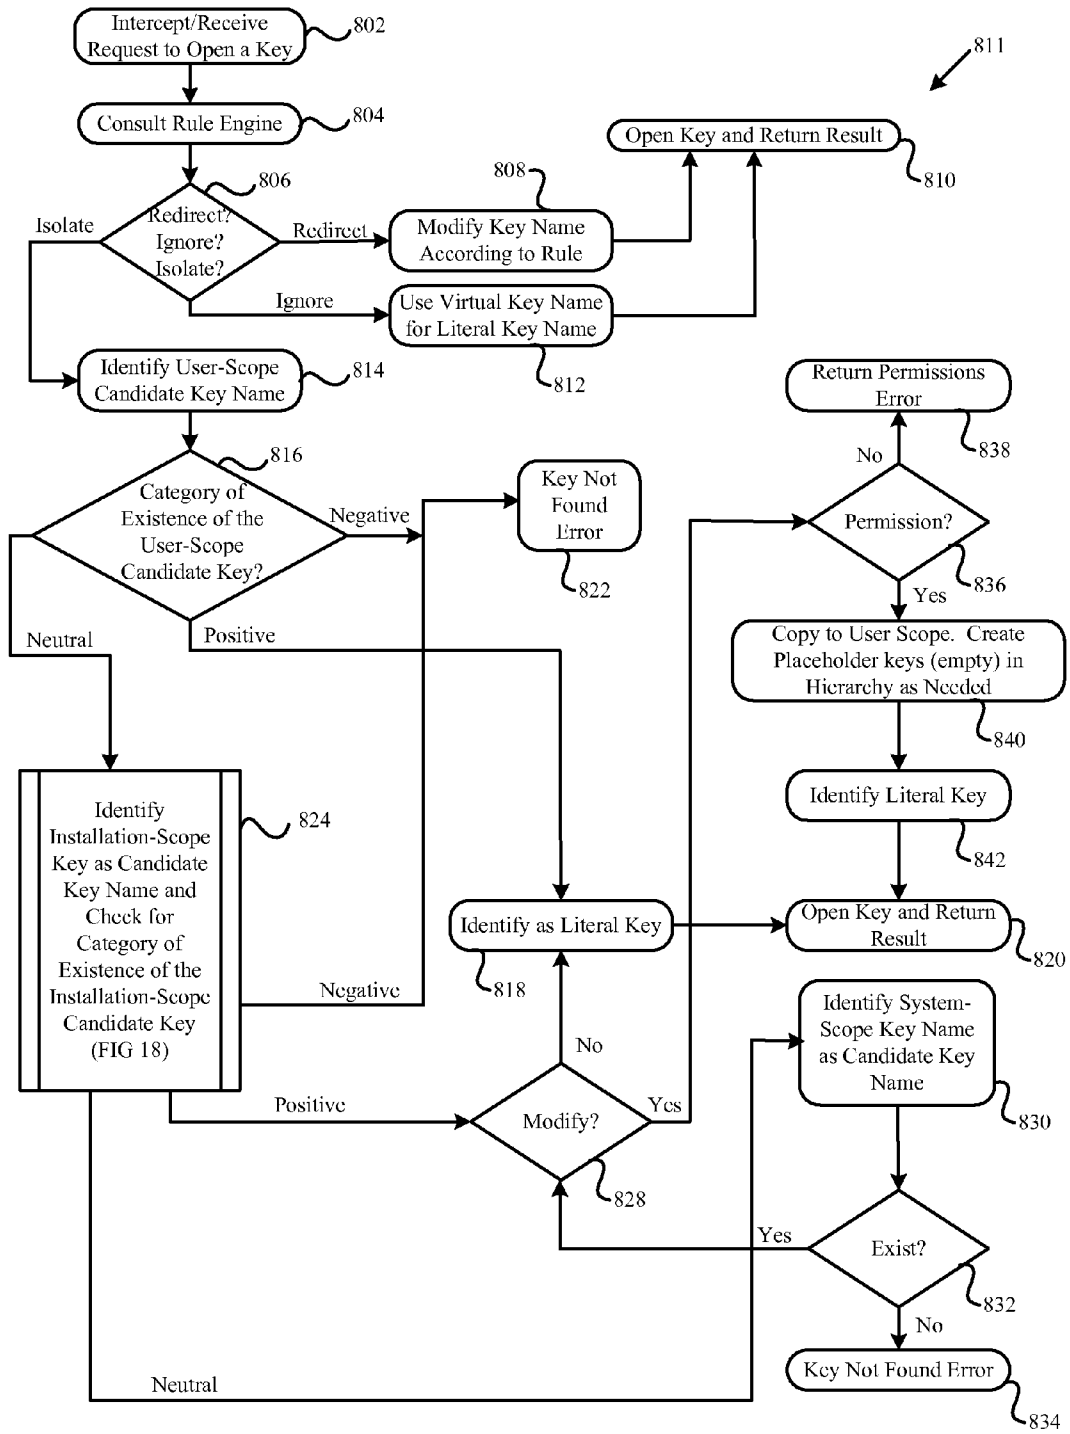 Intercept/Receive
Request to Open a Key
802
811
Consult Rule Engine
804
Open Key and Return Result
810
806
Redirect?
Ignore?
Isolate?
Isolate
Redirect
808
Modify Key Name
According to Rule
Ignore
Use Virtual Key Name
for Literal Key Name
812
Identify User-Scope
Candidate Key Name
814
Return Permissions
Error
838
816
Category of
Existence of the
User-Scope
Candidate Key?
Negative
Key Not
Found
Error
822
No
Permission?
836
Yes
Neutral
Positive
Copy to User Scope.  Create
Placeholder keys (empty) in
Hierarchy as Needed
840
Identify
Installation-Scope
Key as Candidate
Key Name and
Check for
Category of
Existence of the
Installation-Scope
Candidate Key
(FIG 18)
824
Identify Literal Key
842
Identify as Literal Key
818
Open Key and Return
Result
820
Negative
Identify System-
Scope Key Name
as Candidate Key
Name
830
No
Positive
Modify?
Yes
828
Yes
Exist?
832
No
Key Not Found Error
834
Neutral